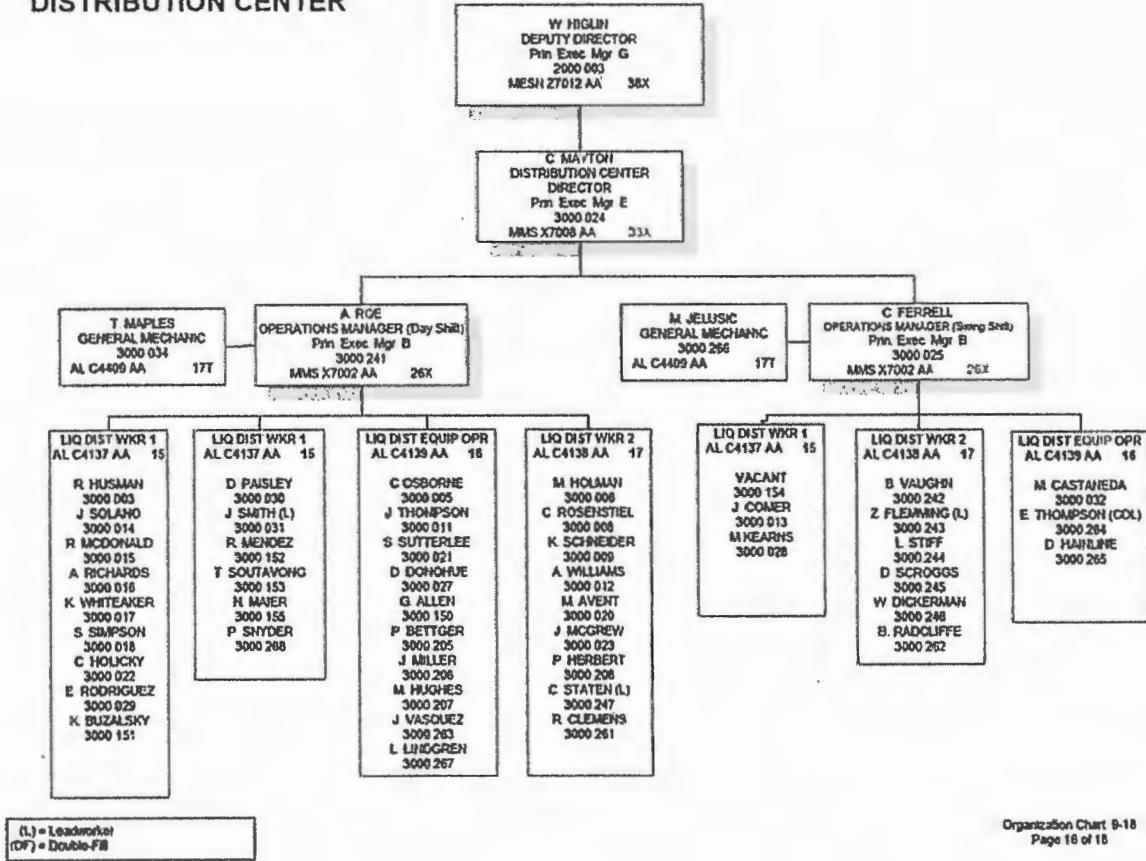 DISTRIBUTION CENTER
W HIGLIN
DEPUTY DIRECTOR
Prin Exec Mgr G
2000 003
MESN Z7012 AA 38X
C MAYTON
DISTRIBUTION CENTER
DIRECTOR
Prin Exec Mgr E
3000 024
MMS X7008 AA 33X
T MAPLES
GENERAL MECHANIC
3000 034
AL C4409 AA 17T
A ROE
OPERATIONS MANAGER (Day Shift)
Prin Exec Mgr B
3000 241
MMS X7002 AA 26X
M JELUSIC
GENERAL MECHANIC
3000 266
AL C4409 AA 17T
C FERRELL
OPERATIONS MANAGER (Swing Shift)
Prin Exec Mgr B
3000 025
MMS X7002 AA 26X
LIQ DIST WKR 1
AL C4137 AA 15
R HUSMAN
3000 003
J SOLANO
3000 014
R MCDONALD
3000 015
A RICHARDS
3000 016
K WHITEAKER
3000 017
S SIMPSON
3000 018
C HOLICKY
3000 022
E RODRIGUEZ
3000 029
K BUZALSKY
3000 151
LIQ DIST WKR 1
AL C4137 AA 15
D PAISLEY
3000 030
J SMITH (L)
3000 031
R MENDEZ
3000 152
T SOUTAVONG
3000 153
N MAIER
3000 155
P SNYDER
3000 268
LIQ DIST EQUIP OPR
AL C4139 AA 16
C OSBORNE
3000 005
J THOMPSON
3000 011
S SUTTERLEE
3000 021
D DONOHUE
3000 027
G ALLEN
3000 150
P BETTGER
3000 205
J MILLER
3000 206
M HUGHES
3000 207
J VASQUEZ
3000 263
L LINDGREN
3000 267
LIQ DIST WKR 2
AL C4138 AA 17
M HOLMAN
3000 006
C ROSENSTIEL
3000 008
K SCHNEIDER
3000 009
A WILLIAMS
3000 012
M AVENT
3000 020
J MCGREW
3000 023
P HERBERT
3000 208
C STATEN (L)
3000 247
R CLEMENS
3000 261
LIQ DIST WKR 1
AL C4137 AA 15
VACANT
3000 154
J COMER
3000 013
M KEARNS
3000 028
LIQ DIST WKR 2
AL C4138 AA 17
B VAUGHN
3000 242
Z FLEMMING (L)
3000 243
L STIFF
3000 244
D SCROGGS
3000 245
W DICKERMAN
3000 246
B. RADCLIFFE
3000 262
LIQ DIST EQUIP OPR
AL C4139 AA 16
M CASTANEDA
3000 032
E THOMPSON (COL)
3000 264
D HAINLINE
3000 265
(L) = Leadworker
(DF) = Double-Fill
Organization Chart 9-18
Page 16 of 18